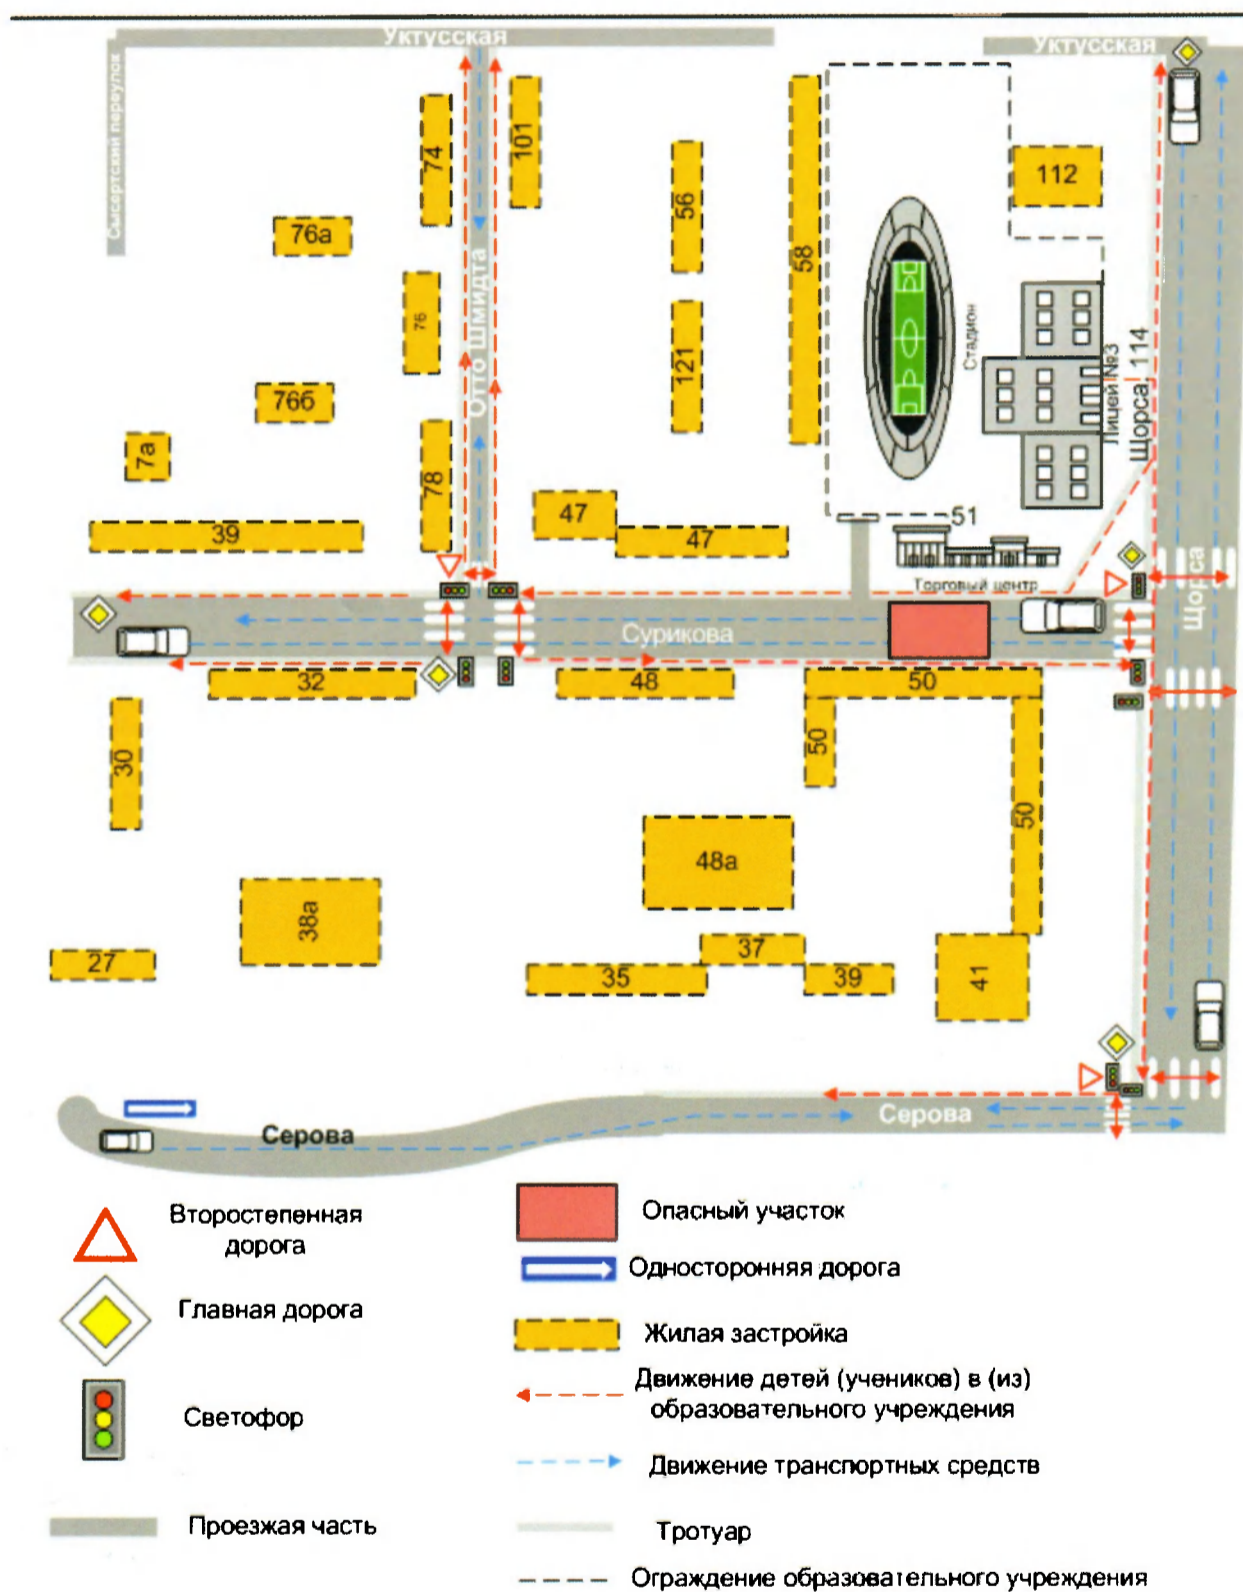 Уктусская
Уктусская
Сысертский переулок
74
101
112
56
76а
58
Отто Шмидта
76
Стадион
121
Лицей №3
Щорса, 114
76б
7а
78
47
51
39
47
Торговый центр
Щорса
Сурикова
32
48
50
30
50
50
48а
38а
37
27
35
39
41
Серова
Серова
Второстепенная
дорога
Главная дорога
Светофор
Проезжая часть
Опасный участок
Односторонняя дорога
Жилая застройка
Движение детей (учеников) в (из)
образовательного учреждения
Движение транспортных средств
Тротуар
Ограждение образовательного учреждения